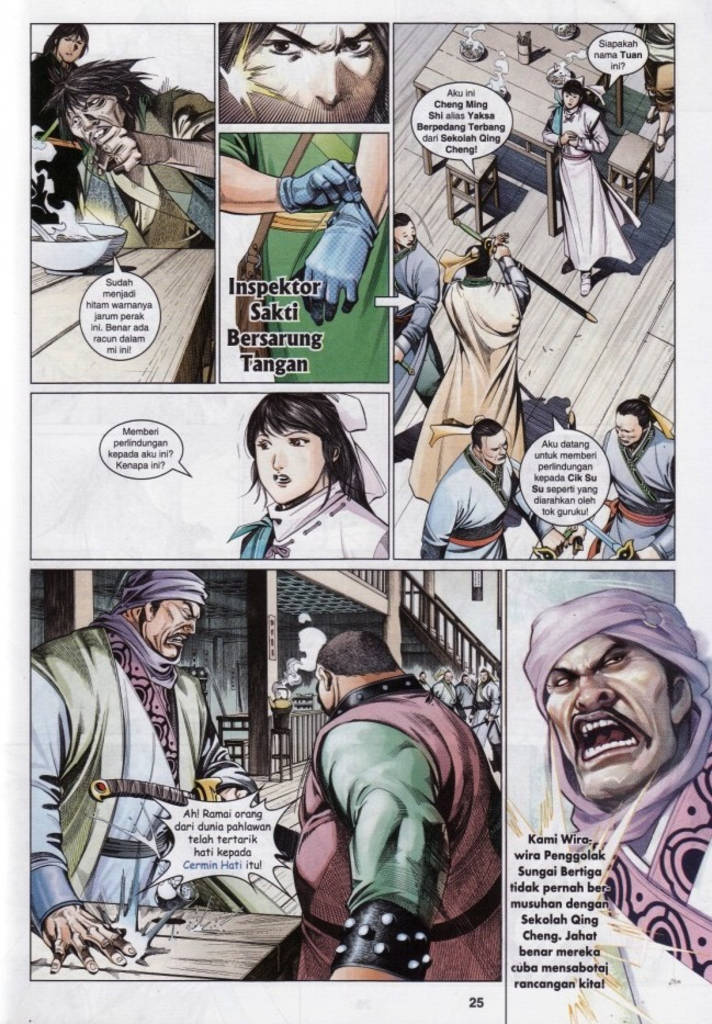 Sudah
menjadi
hitam warnanya
jarum perak
ini. Benar ada
racun dalam
mi ini!
Inspektor
Sakti
Bersarung
Tangan
Siapakah
nama Tuan
ini?
Aku ini
Cheng Ming
Shi alias Yaksa
Berpedang Terbang
dari Sekolah Qing
Cheng!
Aku datang
untuk memberi
perlindungan
kepada Cik Su
Su seperti yang
diarahkan oleh
tok guruku!
Memberi
perlindungan
kepada aku ini?
Kenapa ini?
Ah! Ramai orang
dari dunia pahlawan
telah tertarik
hati kepada
Cermin Hati itu!
Kami Wira-
wira Penggolak
Sungai Bertiga
tidak pernah ber-
musuhan dengan
Sekolah Qing
Cheng. Jahat
benar mereka
cuba mensabotaj
rancangan kita!
25